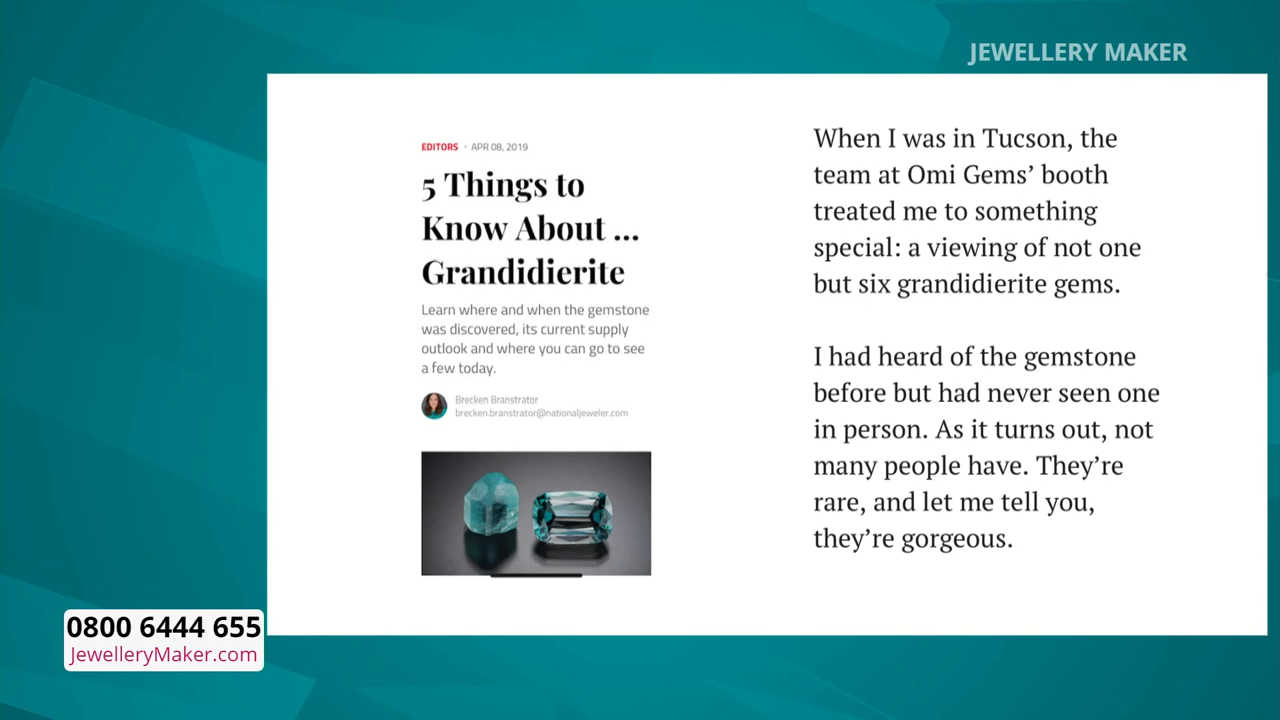 JEWELLERY MAKER
EDITORS • APR 08, 2019
5 Things to
Know About ...
Grandidierite
Learn where and when the gemstone
was discovered, its current supply
outlook and where you can go to see
a few today.
Brecken Branstrator
brecken.branstrator@nationaljeweler.com
When I was in Tucson, the
team at Omi Gems’ booth
treated me to something
special: a viewing of not one
but six grandidierite gems.
I had heard of the gemstone
before but had never seen one
in person. As it turns out, not
many people have. They’re
rare, and let me tell you,
they’re gorgeous.
0800 6444 655
JewelleryMaker.com